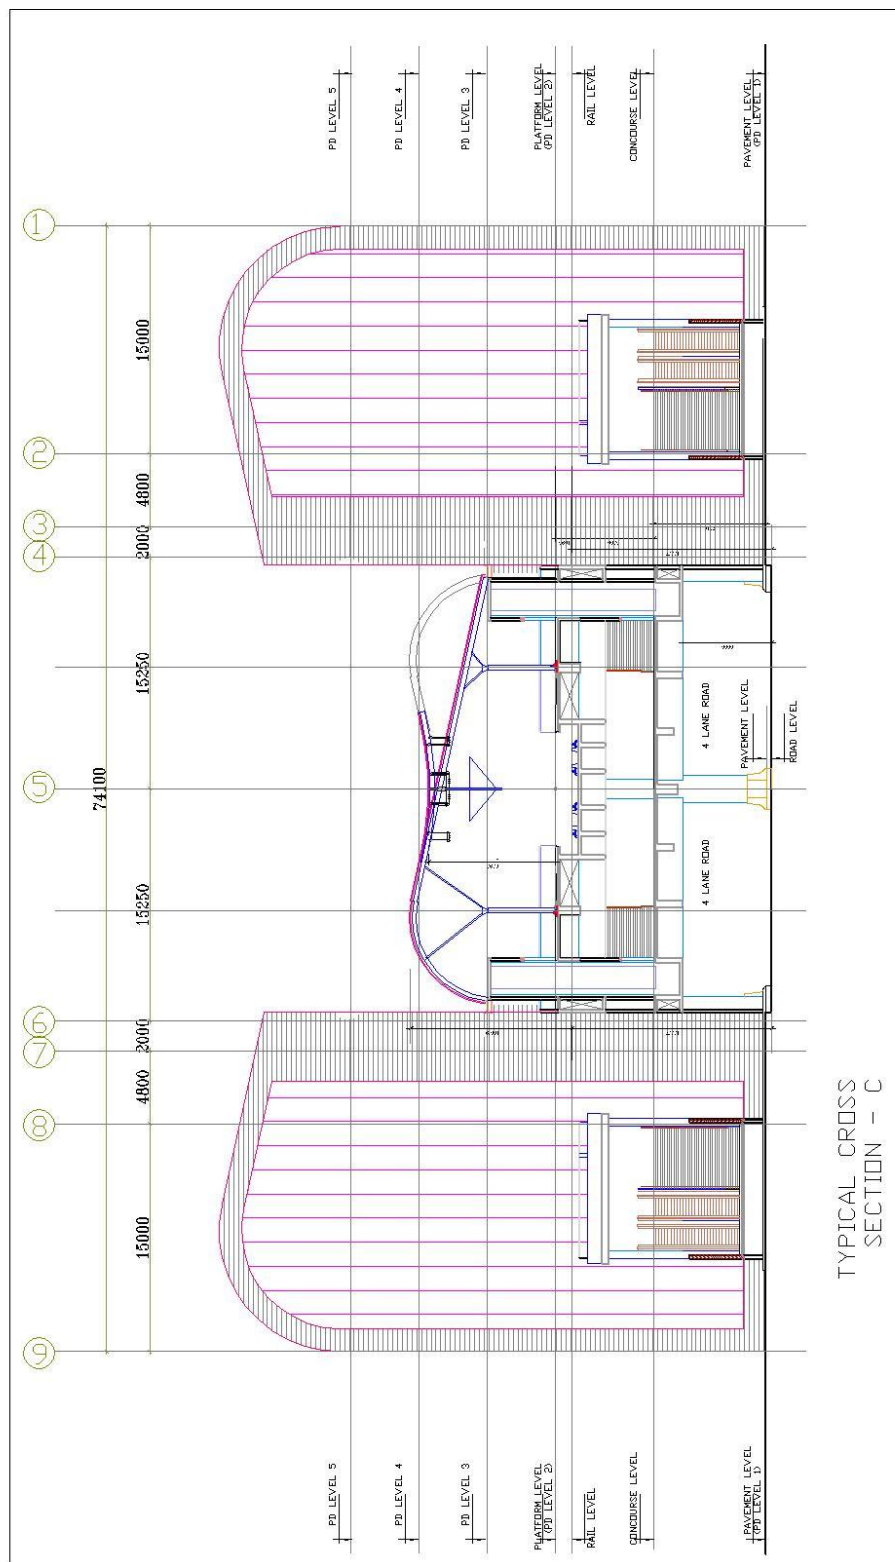 PD LEVEL 5
PD LEVEL 4
PD LEVEL 3
PLATFORM LEVEL
(PD LEVEL 2)
RAIL LEVEL
CONCOURSE LEVEL
PAVEMENT LEVEL
(PD LEVEL 1)
PD LEVEL 5
PD LEVEL 4
PD LEVEL 3
PLATFORM LEVEL
(PD LEVEL 2)
RAIL LEVEL
CONCOURSE LEVEL
PAVEMENT LEVEL
(PD LEVEL 1)
9
8
7
6
5
4
3
2
1
74100
15000
4800
2000
15250
15250
2000
4800
15000
4 LANE ROAD
4 LANE ROAD
PAVEMENT LEVEL
ROAD LEVEL
TYPICAL CROSS
SECTION - C